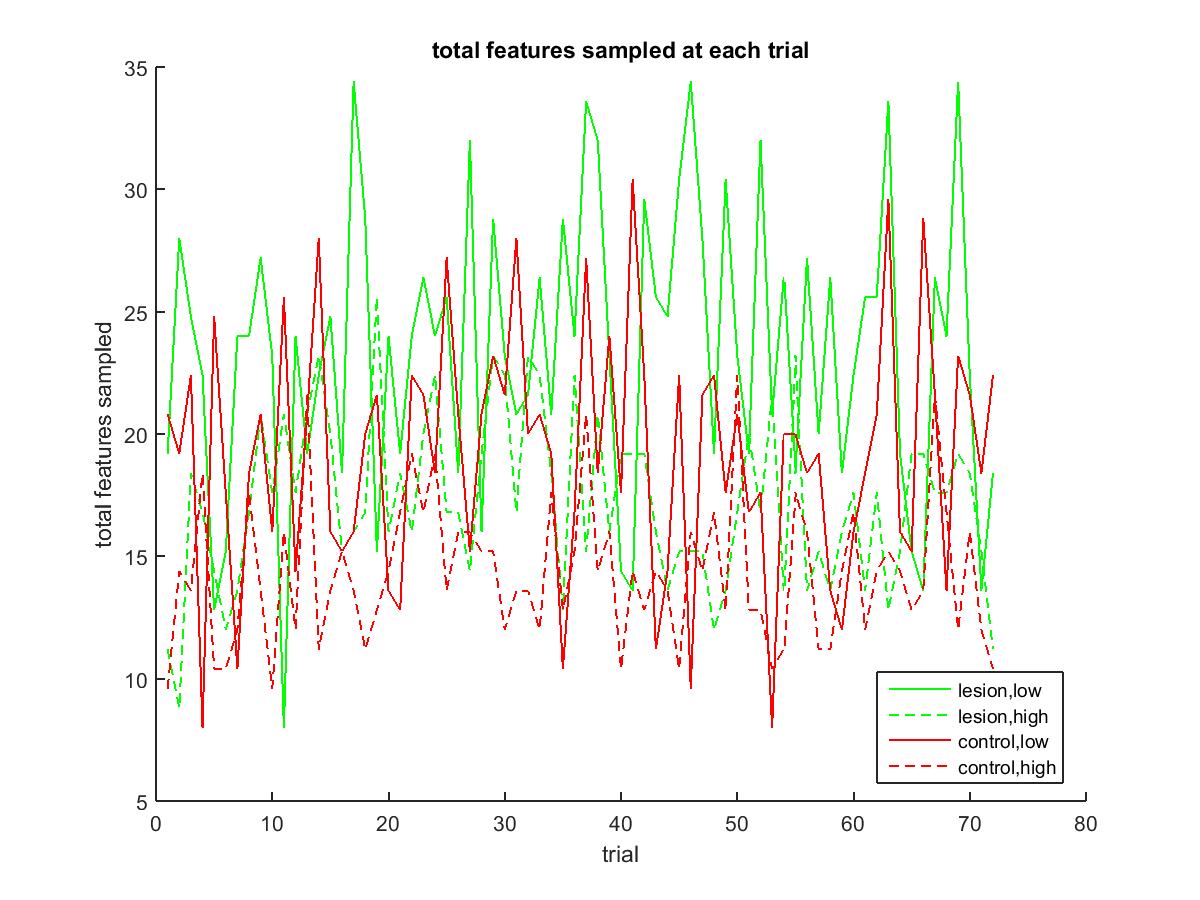 total features sampled at each trial
total features sampled
35
30
25
20
15
10
5
0 10 20 30 40 50 60 70 80
trial
lesion,low
lesion,high
control,low
control,high